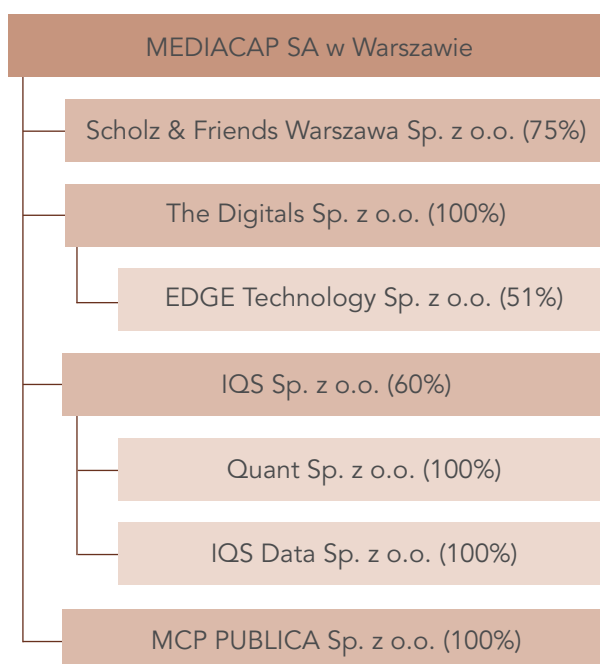 MEDIACAP SA w Warszawie
Scholz & Friends Warszawa Sp. z o.o. (75%)
The Digitals Sp. z o.o. (100%)
EDGE Technology Sp. z o.o. (51%)
IQS Sp. z o.o. (60%)
Quant Sp. z o.o. (100%)
IQS Data Sp. z o.o. (100%)
MCP PUBLICA Sp. z o.o. (100%)